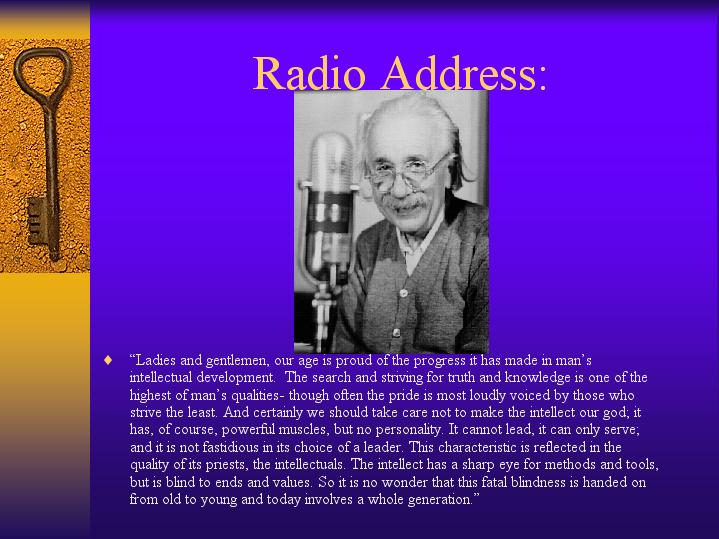 Radio Address:
♦ “Ladies and gentlemen, our age is proud of the progress it has made in man’s
intellectual development.  The search and striving for truth and knowledge is one of the
highest of man’s qualities- though often the pride is most loudly voiced by those who
strive the least. And certainly we should take care not to make the intellect our god; it
has, of course, powerful muscles, but no personality. It cannot lead, it can only serve;
and it is not fastidious in its choice of a leader. This characteristic is reflected in the
quality of its priests, the intellectuals. The intellect has a sharp eye for methods and tools,
but is blind to ends and values. So it is no wonder that this fatal blindness is handed on
from old to young and today involves a whole generation.”